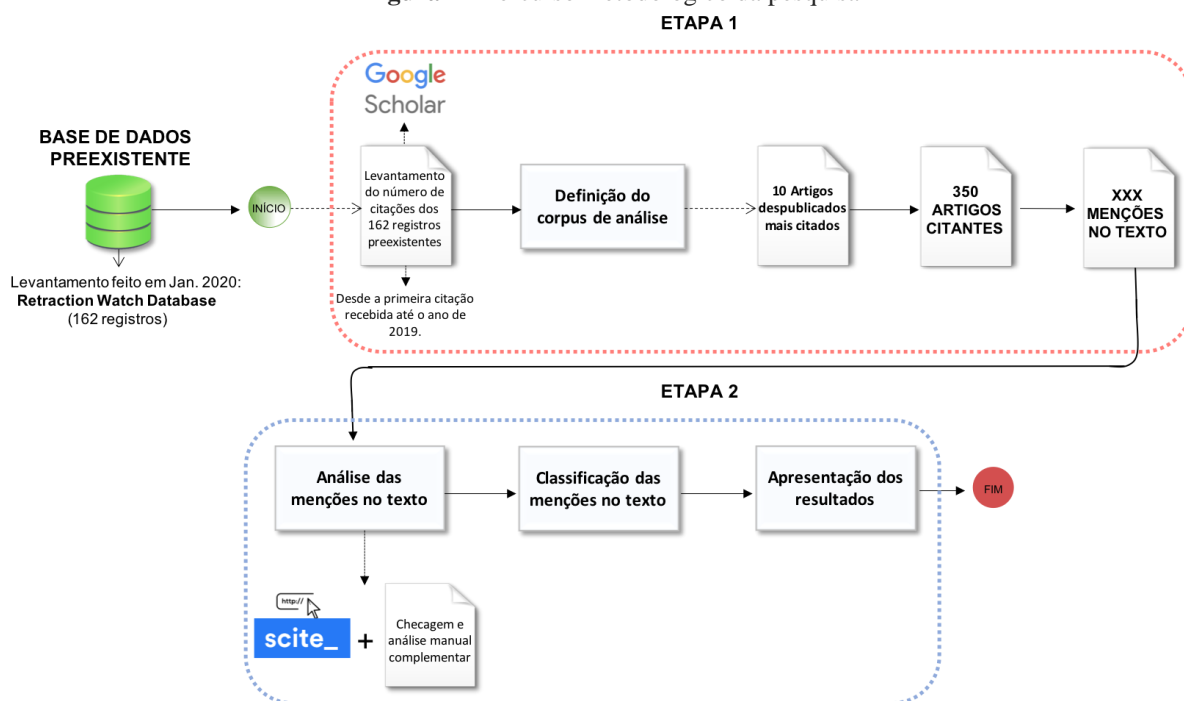 ETAPA 1
Google
Scholar
BASE DE DADOS
PREEXISTENTE
INÍCIO
Levantamento feito em Jan. 2020:
Retraction Watch Database
(162 registros)
Levantamento
do número de
citações dos
162 registros
preexistentes
Desde a primeira citação
recebida até o ano de
2019.
Definição do
corpus de análise
10 Artigos
despublicados
mais citados
350
ARTIGOS
CITANTES
XXX
MENÇÕES
NO TEXTO
ETAPA 2
Análise das
menções no texto
Classificação das
menções no texto
Apresentação dos
resultados
FIM
http://
scite_
+
Checagem e
análise manual
complementar